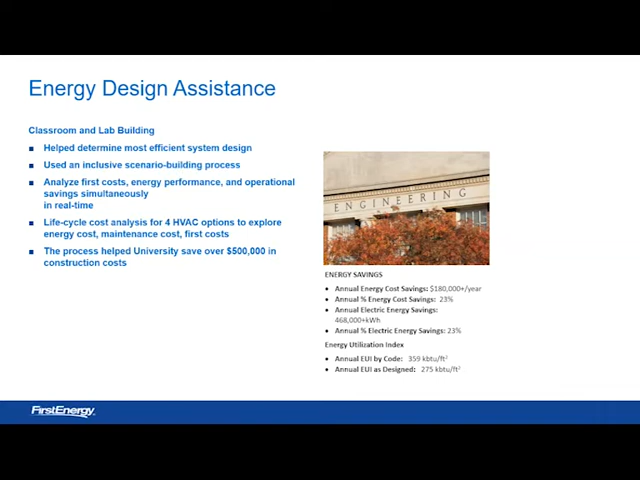 Energy Design Assistance
Classroom and Lab Building
■ Helped determine most efficient system design
■ Used an inclusive scenario-building process
■ Analyze first costs, energy performance, and operational
savings simultaneously
in real-time
■ Life-cycle cost analysis for 4 HVAC options to explore
energy cost, maintenance cost, first costs
■ The process helped University save over $500,000 in
construction costs
ENGINEERING
ENERGY SAVINGS
• Annual Energy Cost Savings: $180,000+/year
• Annual % Energy Cost Savings: 23%
• Annual Electric Energy Savings:
468,000+kWh
• Annual % Electric Energy Savings: 23%
Energy Utilization Index
• Annual EUI by Code: 359 kbtu/ft²
• Annual EUI as Designed: 275 kbtu/ft²
FirstEnergy